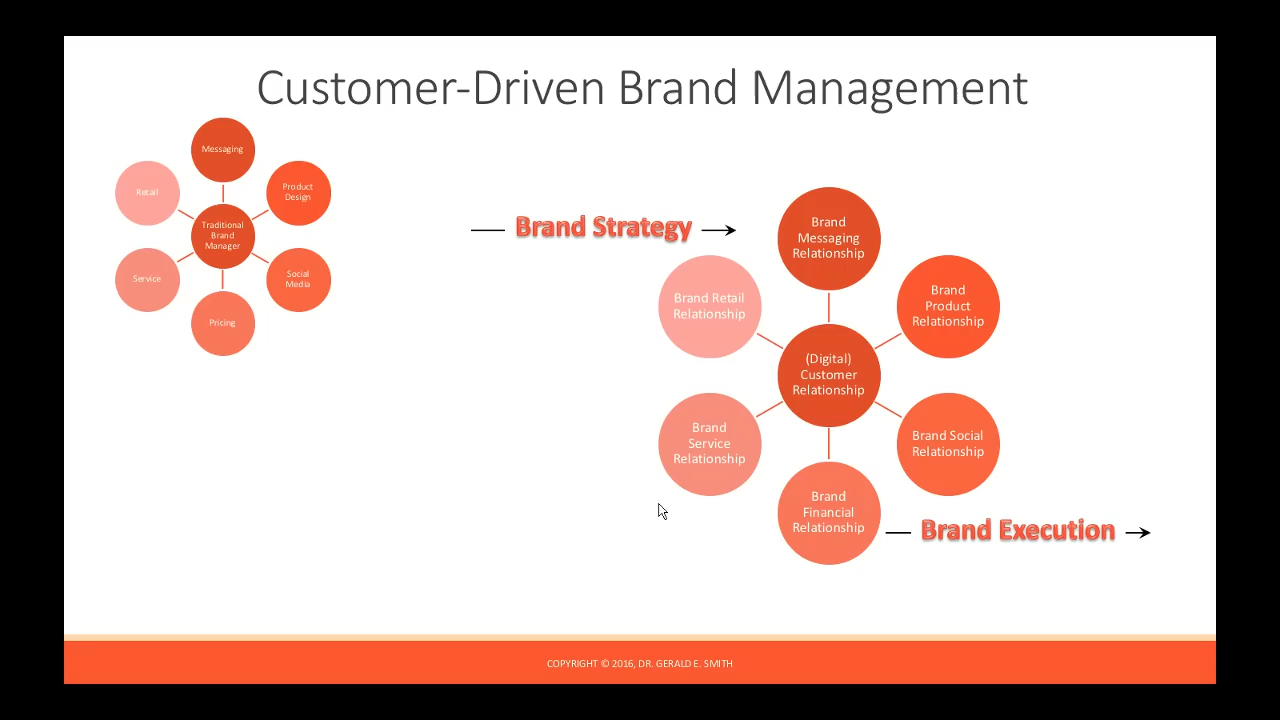 Customer-Driven Brand Management
Messaging
Product
Design
Social
Media
Pricing
Service
Retail
Traditional
Brand
Manager
Brand Strategy
Brand
Messaging
Relationship
Brand
Product
Relationship
Brand Social
Relationship
Brand
Financial
Relationship
Brand
Service
Relationship
Brand Retail
Relationship
(Digital)
Customer
Relationship
Brand Execution
COPYRIGHT © 2016, DR. GERALD E. SMITH